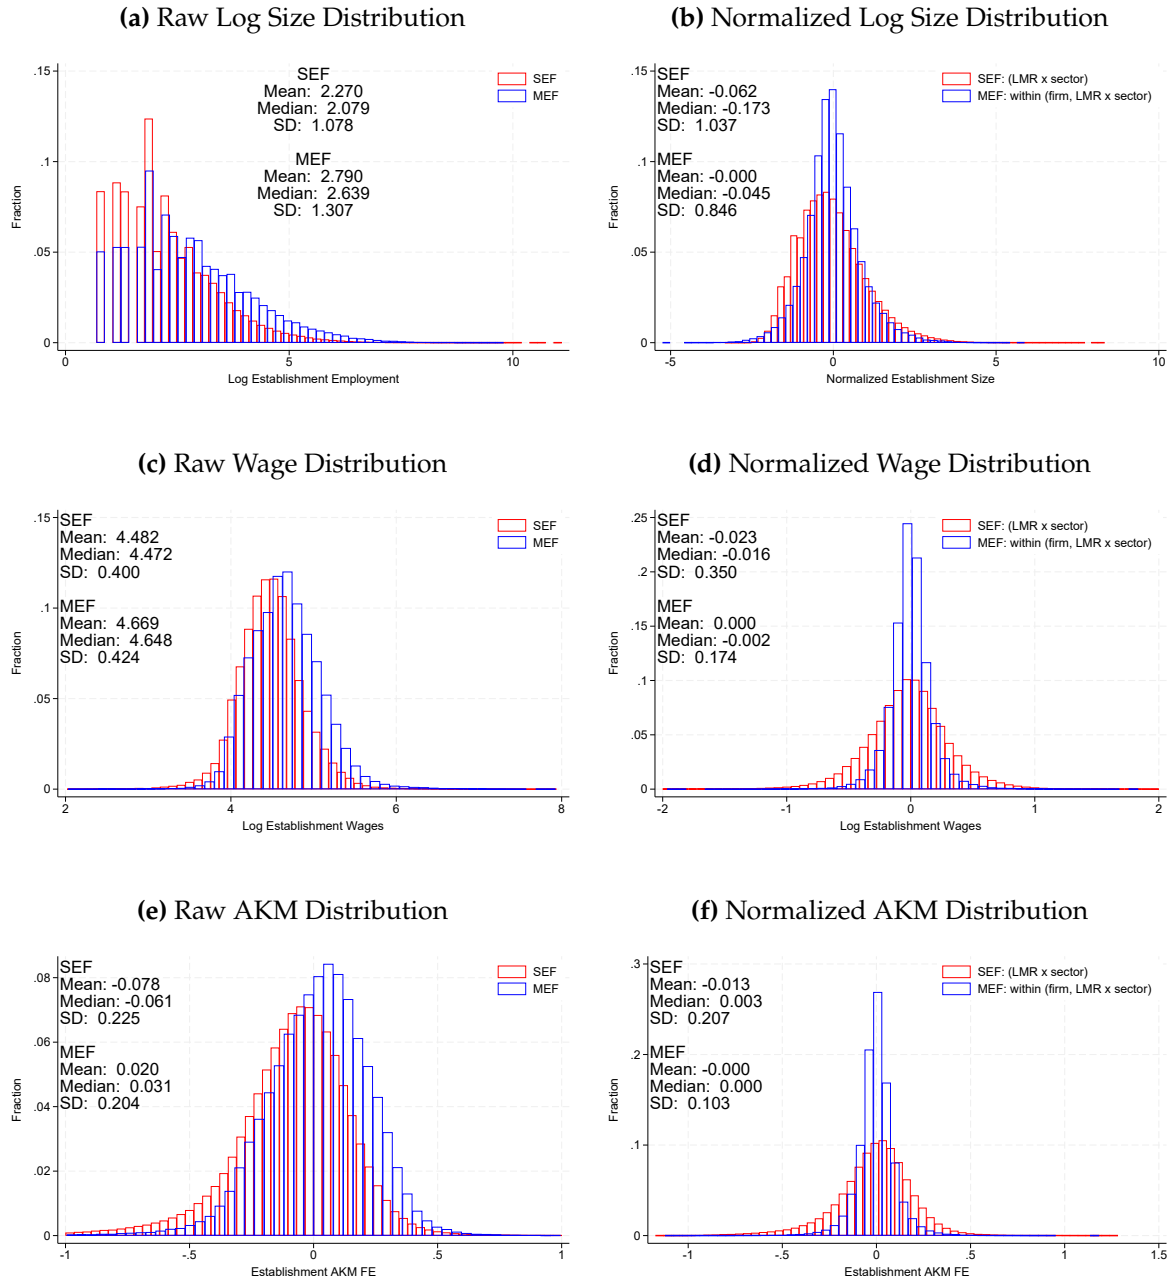 (a) Raw Log Size Distribution
.15
.1
.05
0
Fraction
SEF
Mean: 2.270
Median: 2.079
SD: 1.078
MEF
Mean: 2.790
Median: 2.639
SD: 1.307
SEF
MEF
0
5
10
Log Establishment Employment
(b) Normalized Log Size Distribution
.15
.1
.05
0
Fraction
SEF
Mean: -0.062
Median: -0.173
SD: 1.037
MEF
Mean: -0.000
Median: -0.045
SD: 0.846
SEF: (LMR x sector)
MEF: within (firm, LMR x sector)
-5
0
5
10
Normalized Establishment Size
(c) Raw Wage Distribution
.15
.1
.05
0
Fraction
SEF
Mean: 4.482
Median: 4.472
SD: 0.400
MEF
Mean: 4.669
Median: 4.648
SD: 0.424
SEF
MEF
2
4
6
8
Log Establishment Wages
(d) Normalized Wage Distribution
.25
.2
.15
.1
.05
0
Fraction
SEF
Mean: -0.023
Median: -0.016
SD: 0.350
MEF
Mean: 0.000
Median: -0.002
SD: 0.174
SEF: (LMR x sector)
MEF: within (firm, LMR x sector)
-2
-1
0
1
2
Log Establishment Wages
(e) Raw AKM Distribution
.08
.06
.04
.02
0
Fraction
SEF
Mean: -0.078
Median: -0.061
SD: 0.225
MEF
Mean: 0.020
Median: 0.031
SD: 0.204
SEF
MEF
-1
-.5
0
.5
1
Establishment AKM FE
(f) Normalized AKM Distribution
.3
.2
.1
0
Fraction
SEF
Mean: -0.013
Median: 0.003
SD: 0.207
MEF
Mean: -0.000
Median: 0.000
SD: 0.103
SEF: (LMR x sector)
MEF: within (firm, LMR x sector)
-1
-.5
0
.5
1
1.5
Establishment AKM FE